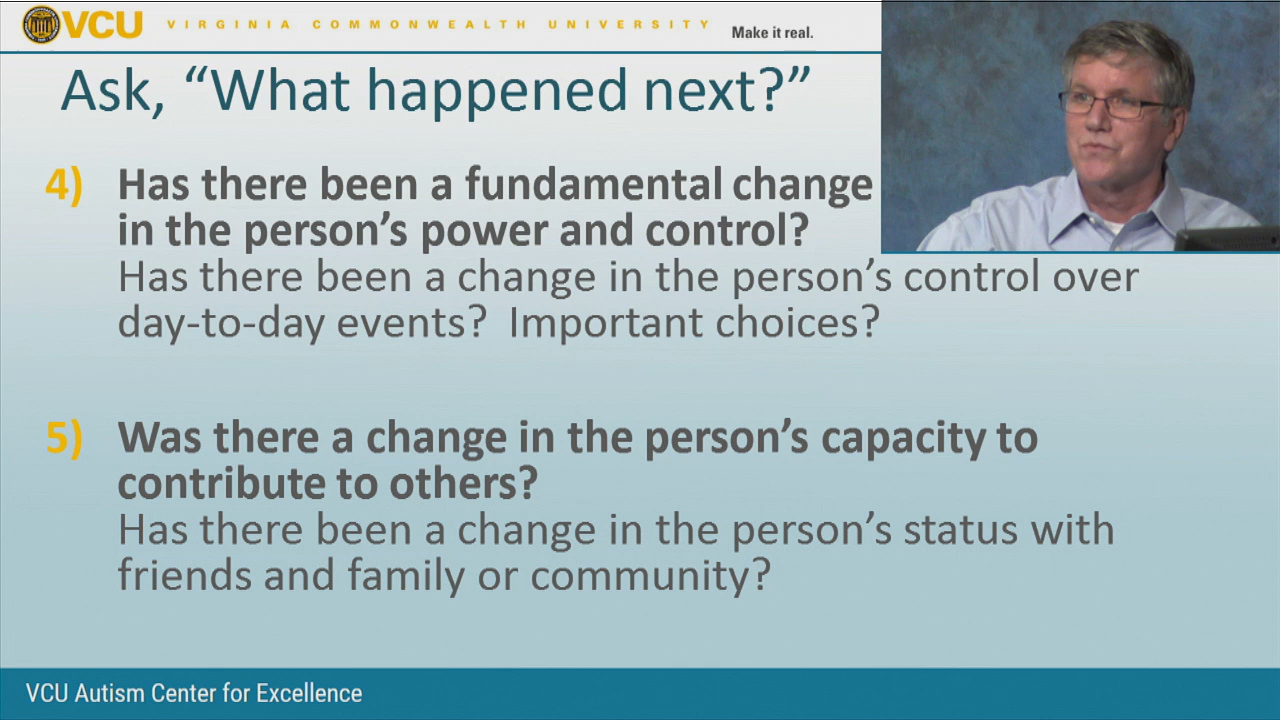 VCU VIRGINIA COMMONWEALTH UNIVERSITY
Make it real.
Ask, “What happened next?”
4) Has there been a fundamental change
in the person’s power and control?
Has there been a change in the person’s control over
day-to-day events?  Important choices?
5) Was there a change in the person’s capacity to
contribute to others?
Has there been a change in the person’s status with
friends and family or community?
VCU Autism Center for Excellence